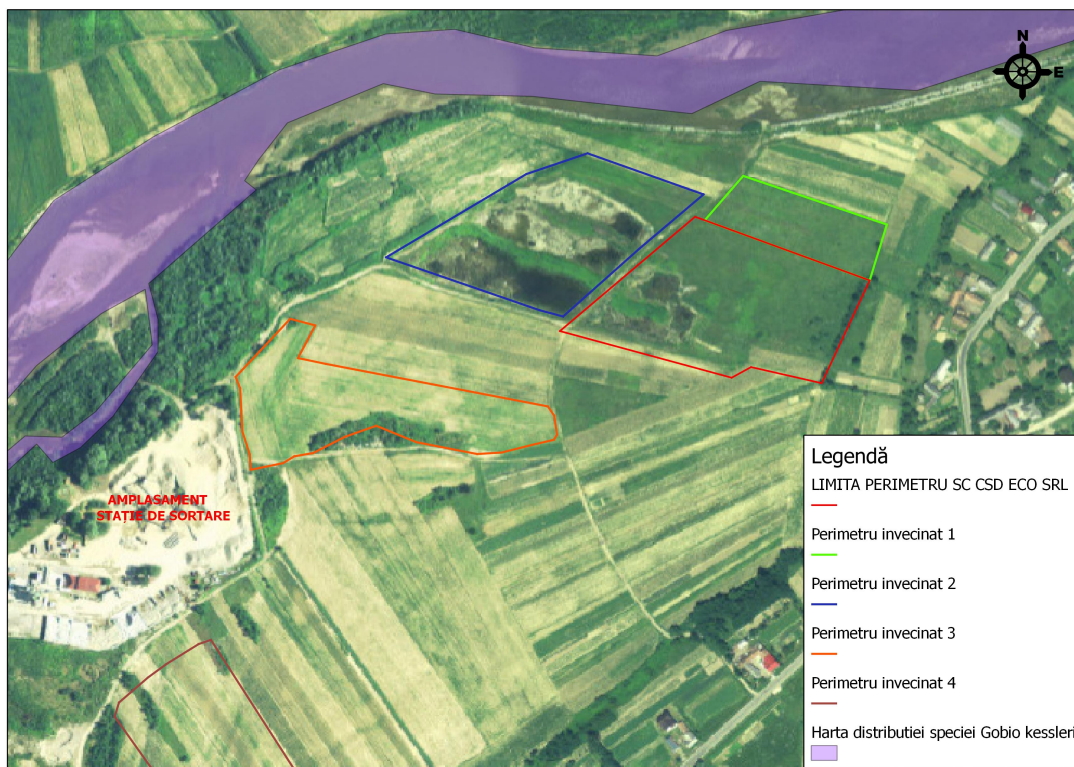 N
E
AMPLASAMENT
STAȚIE DE SORTARE
Legendă
LIMITA PERIMETRU SC CSD ECO SRL
Perimetru invecinat 1
Perimetru invecinat 2
Perimetru invecinat 3
Perimetru invecinat 4
Harta distributiei speciei Gobio kessleri